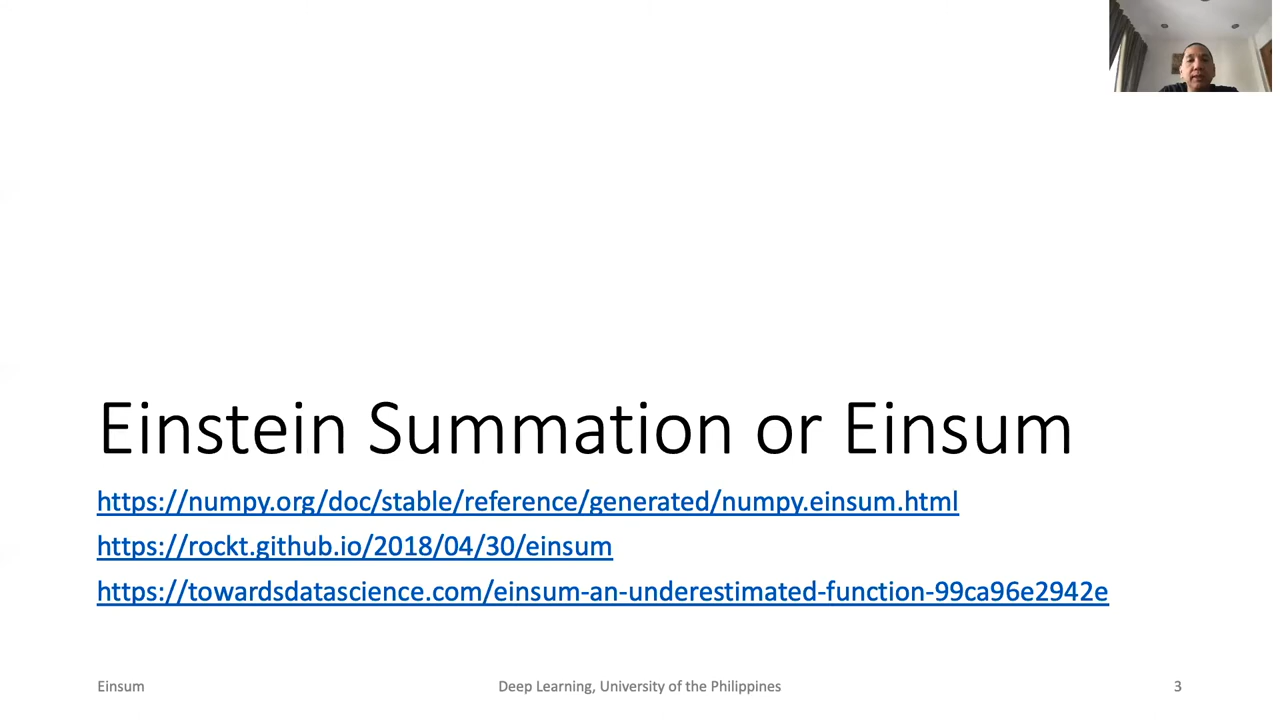 Einstein Summation or Einsum
https://numpy.org/doc/stable/reference/generated/numpy.einsum.html
https://rockt.github.io/2018/04/30/einsum
https://towardsdatascience.com/einsum-an-underestimated-function-99ca96e2942e
Einsum
Deep Learning, University of the Philippines
3